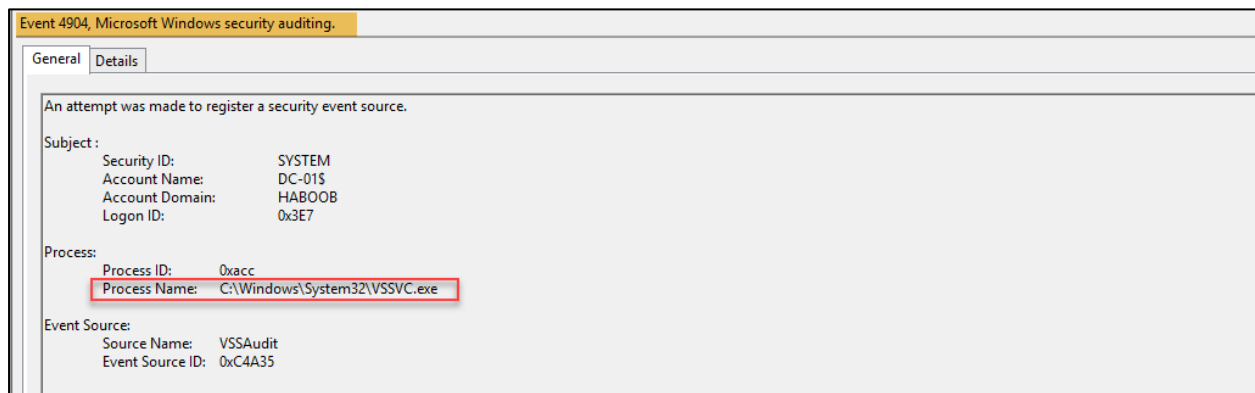 Event 4904, Microsoft Windows security auditing.
General Details
An attempt was made to register a security event source.
Subject :
Security ID: SYSTEM
Account Name: DC-01$
Account Domain: HABOOB
Logon ID: 0x3E7
Process:
Process ID: 0xacc
Process Name: C:\Windows\System32\VSSVC.exe
Event Source:
Source Name: VSSAudit
Event Source ID: 0xC4A35